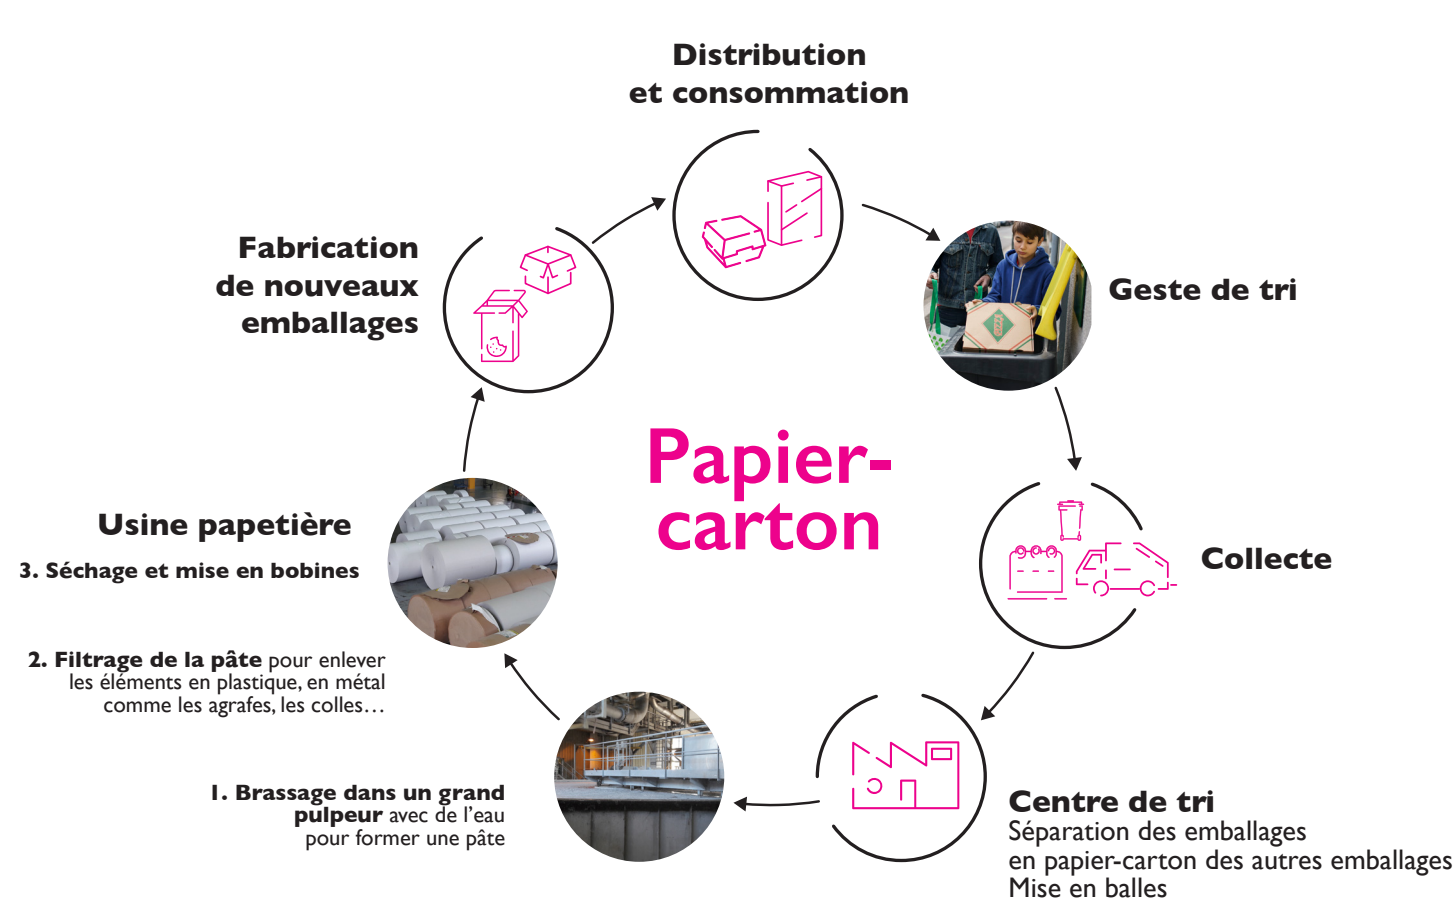 Distribution
et consommation
Geste de tri
Collecte
Centre de tri
Séparation des emballages
en papier-carton des autres emballages
Mise en balles
1. Brassage dans un grand
pulpeur avec de l’eau
pour former une pâte
2. Filtrage de la pâte pour enlever
les éléments en plastique, en métal
comme les agrafes, les colles…
Usine papetière
3. Séchage et mise en bobines
Fabrication
de nouveaux
emballages
Papier-
carton